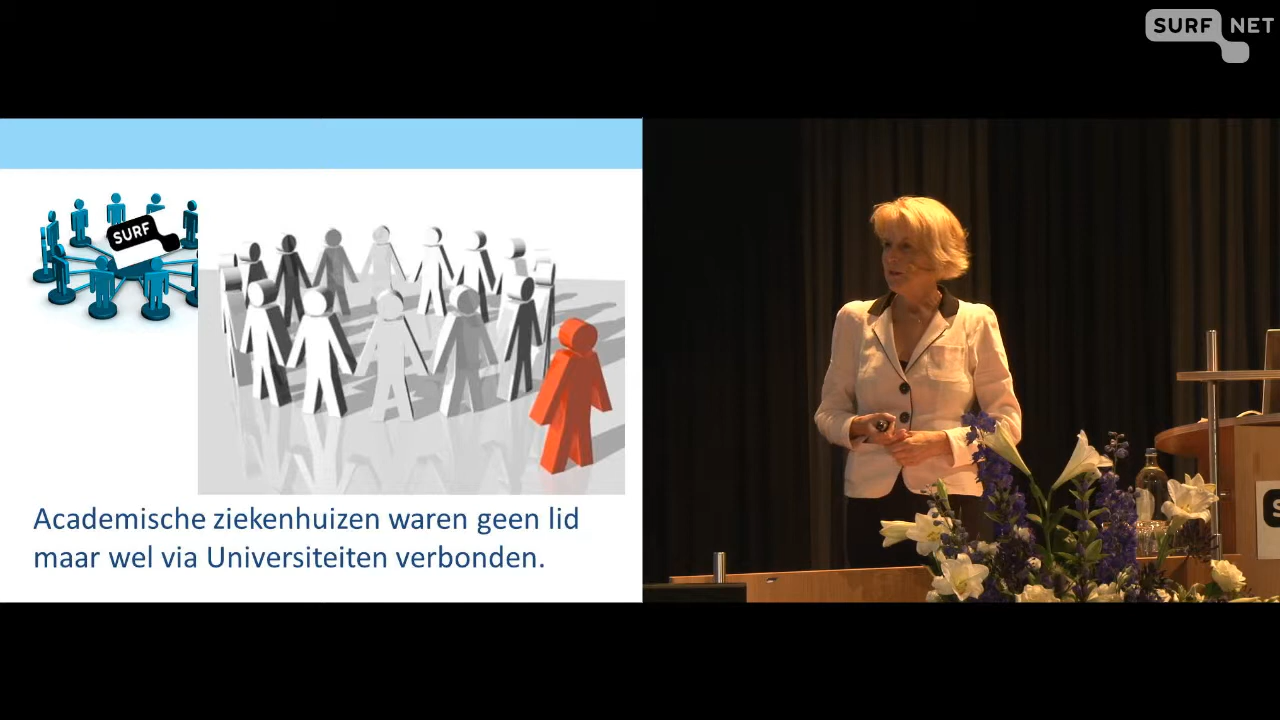 SURF NET
SURF
Academische ziekenhuizen waren geen lid
maar wel via Universiteiten verbonden.